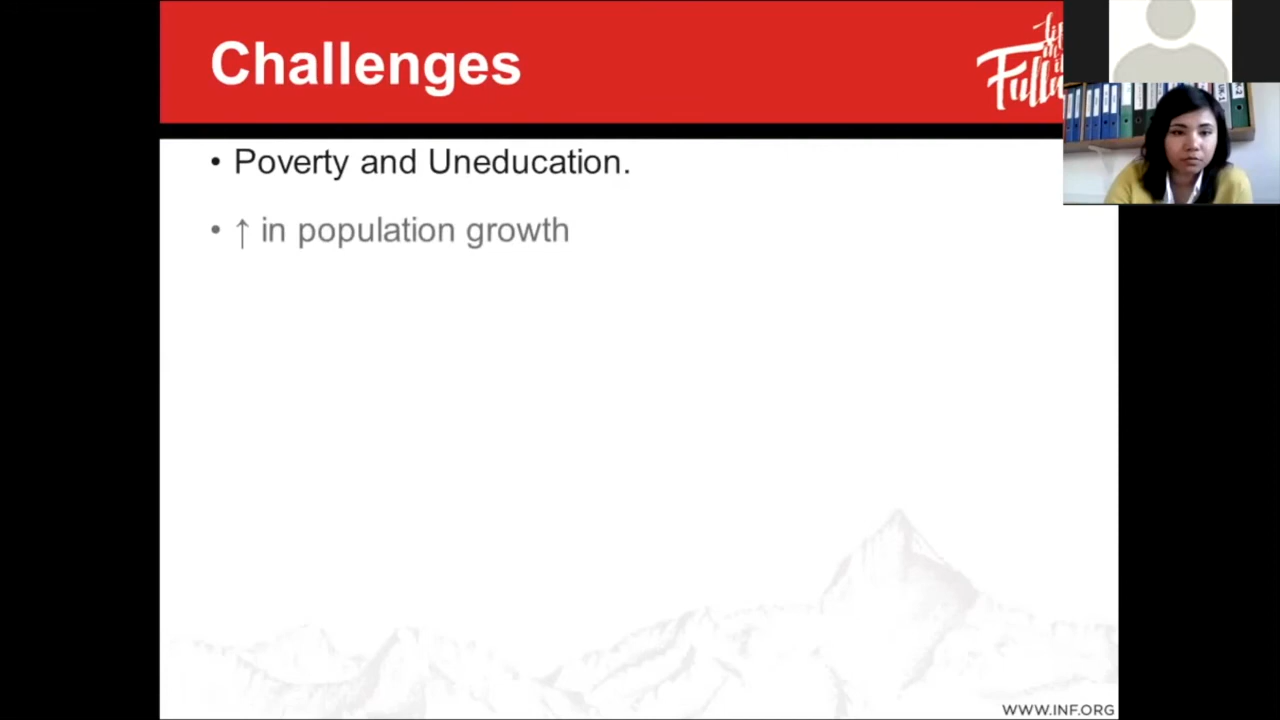 Challenges
• Poverty and Uneducation.
• ↑ in population growth
WWW.INF.ORG